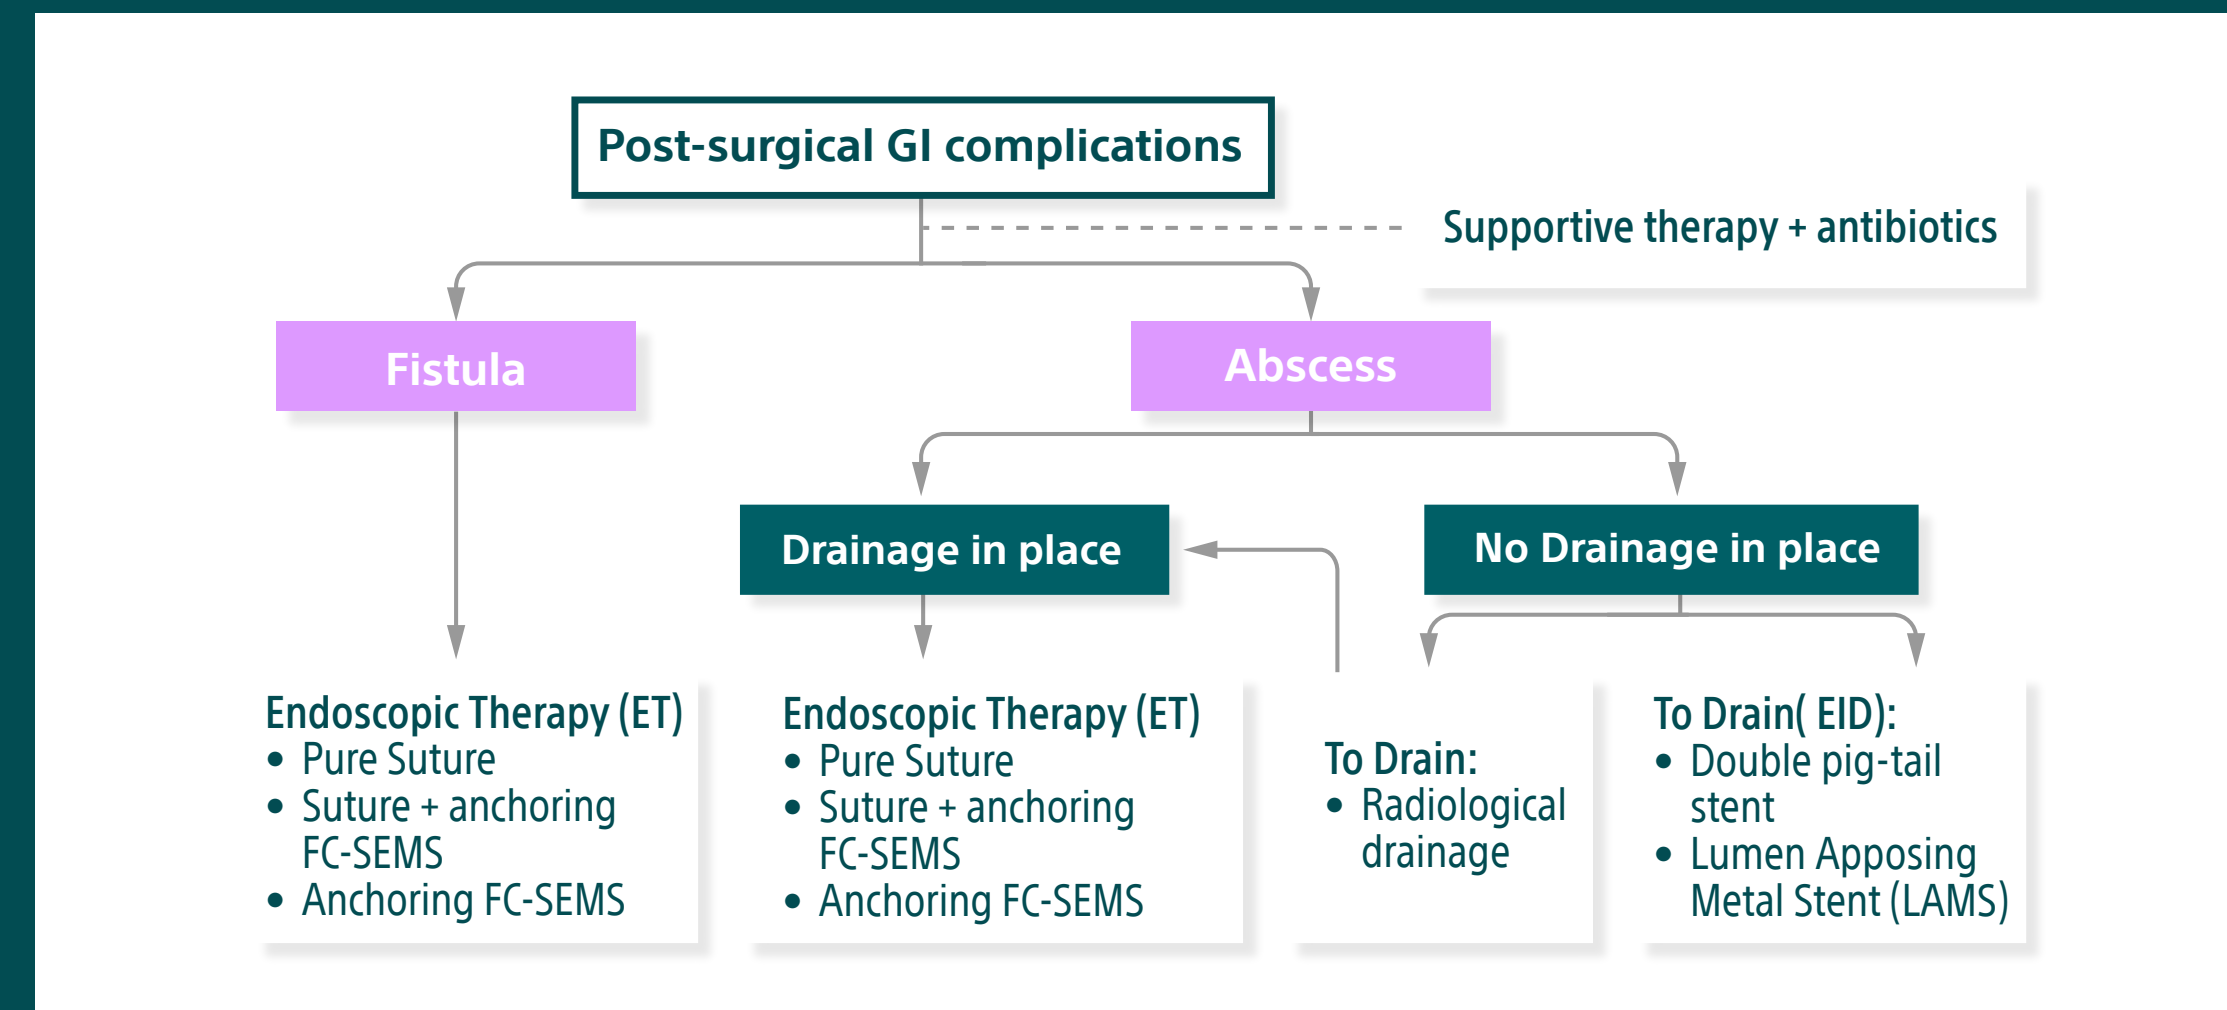 Post-surgical GI complications
Supportive therapy + antibiotics
Fistula
Abscess
Drainage in place
No Drainage in place
Endoscopic Therapy (ET)
• Pure Suture
• Suture + anchoring
FC-SEMS
• Anchoring FC-SEMS
Endoscopic Therapy (ET)
• Pure Suture
• Suture + anchoring
FC-SEMS
• Anchoring FC-SEMS
To Drain:
• Radiological
drainage
To Drain( EID):
• Double pig-tail
stent
• Lumen Apposing
Metal Stent (LAMS)